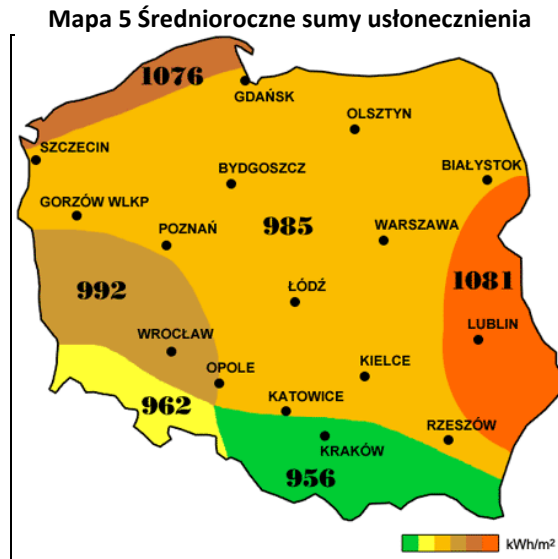 Mapa 5 Średnioroczne sumy usłonecznienia
1076
GDAŃSK
OLSZTYN
SZCZECIN
BYDGOSZCZ
BIAŁYSTOK
GORZÓW WLKP
POZNAŃ
985
WARSZAWA
992
ŁÓDŹ
1081
WROCŁAW
LUBLIN
OPOLE
KIELCE
962
KATOWICE
RZESZÓW
KRAKÓW
956
kWh/m²